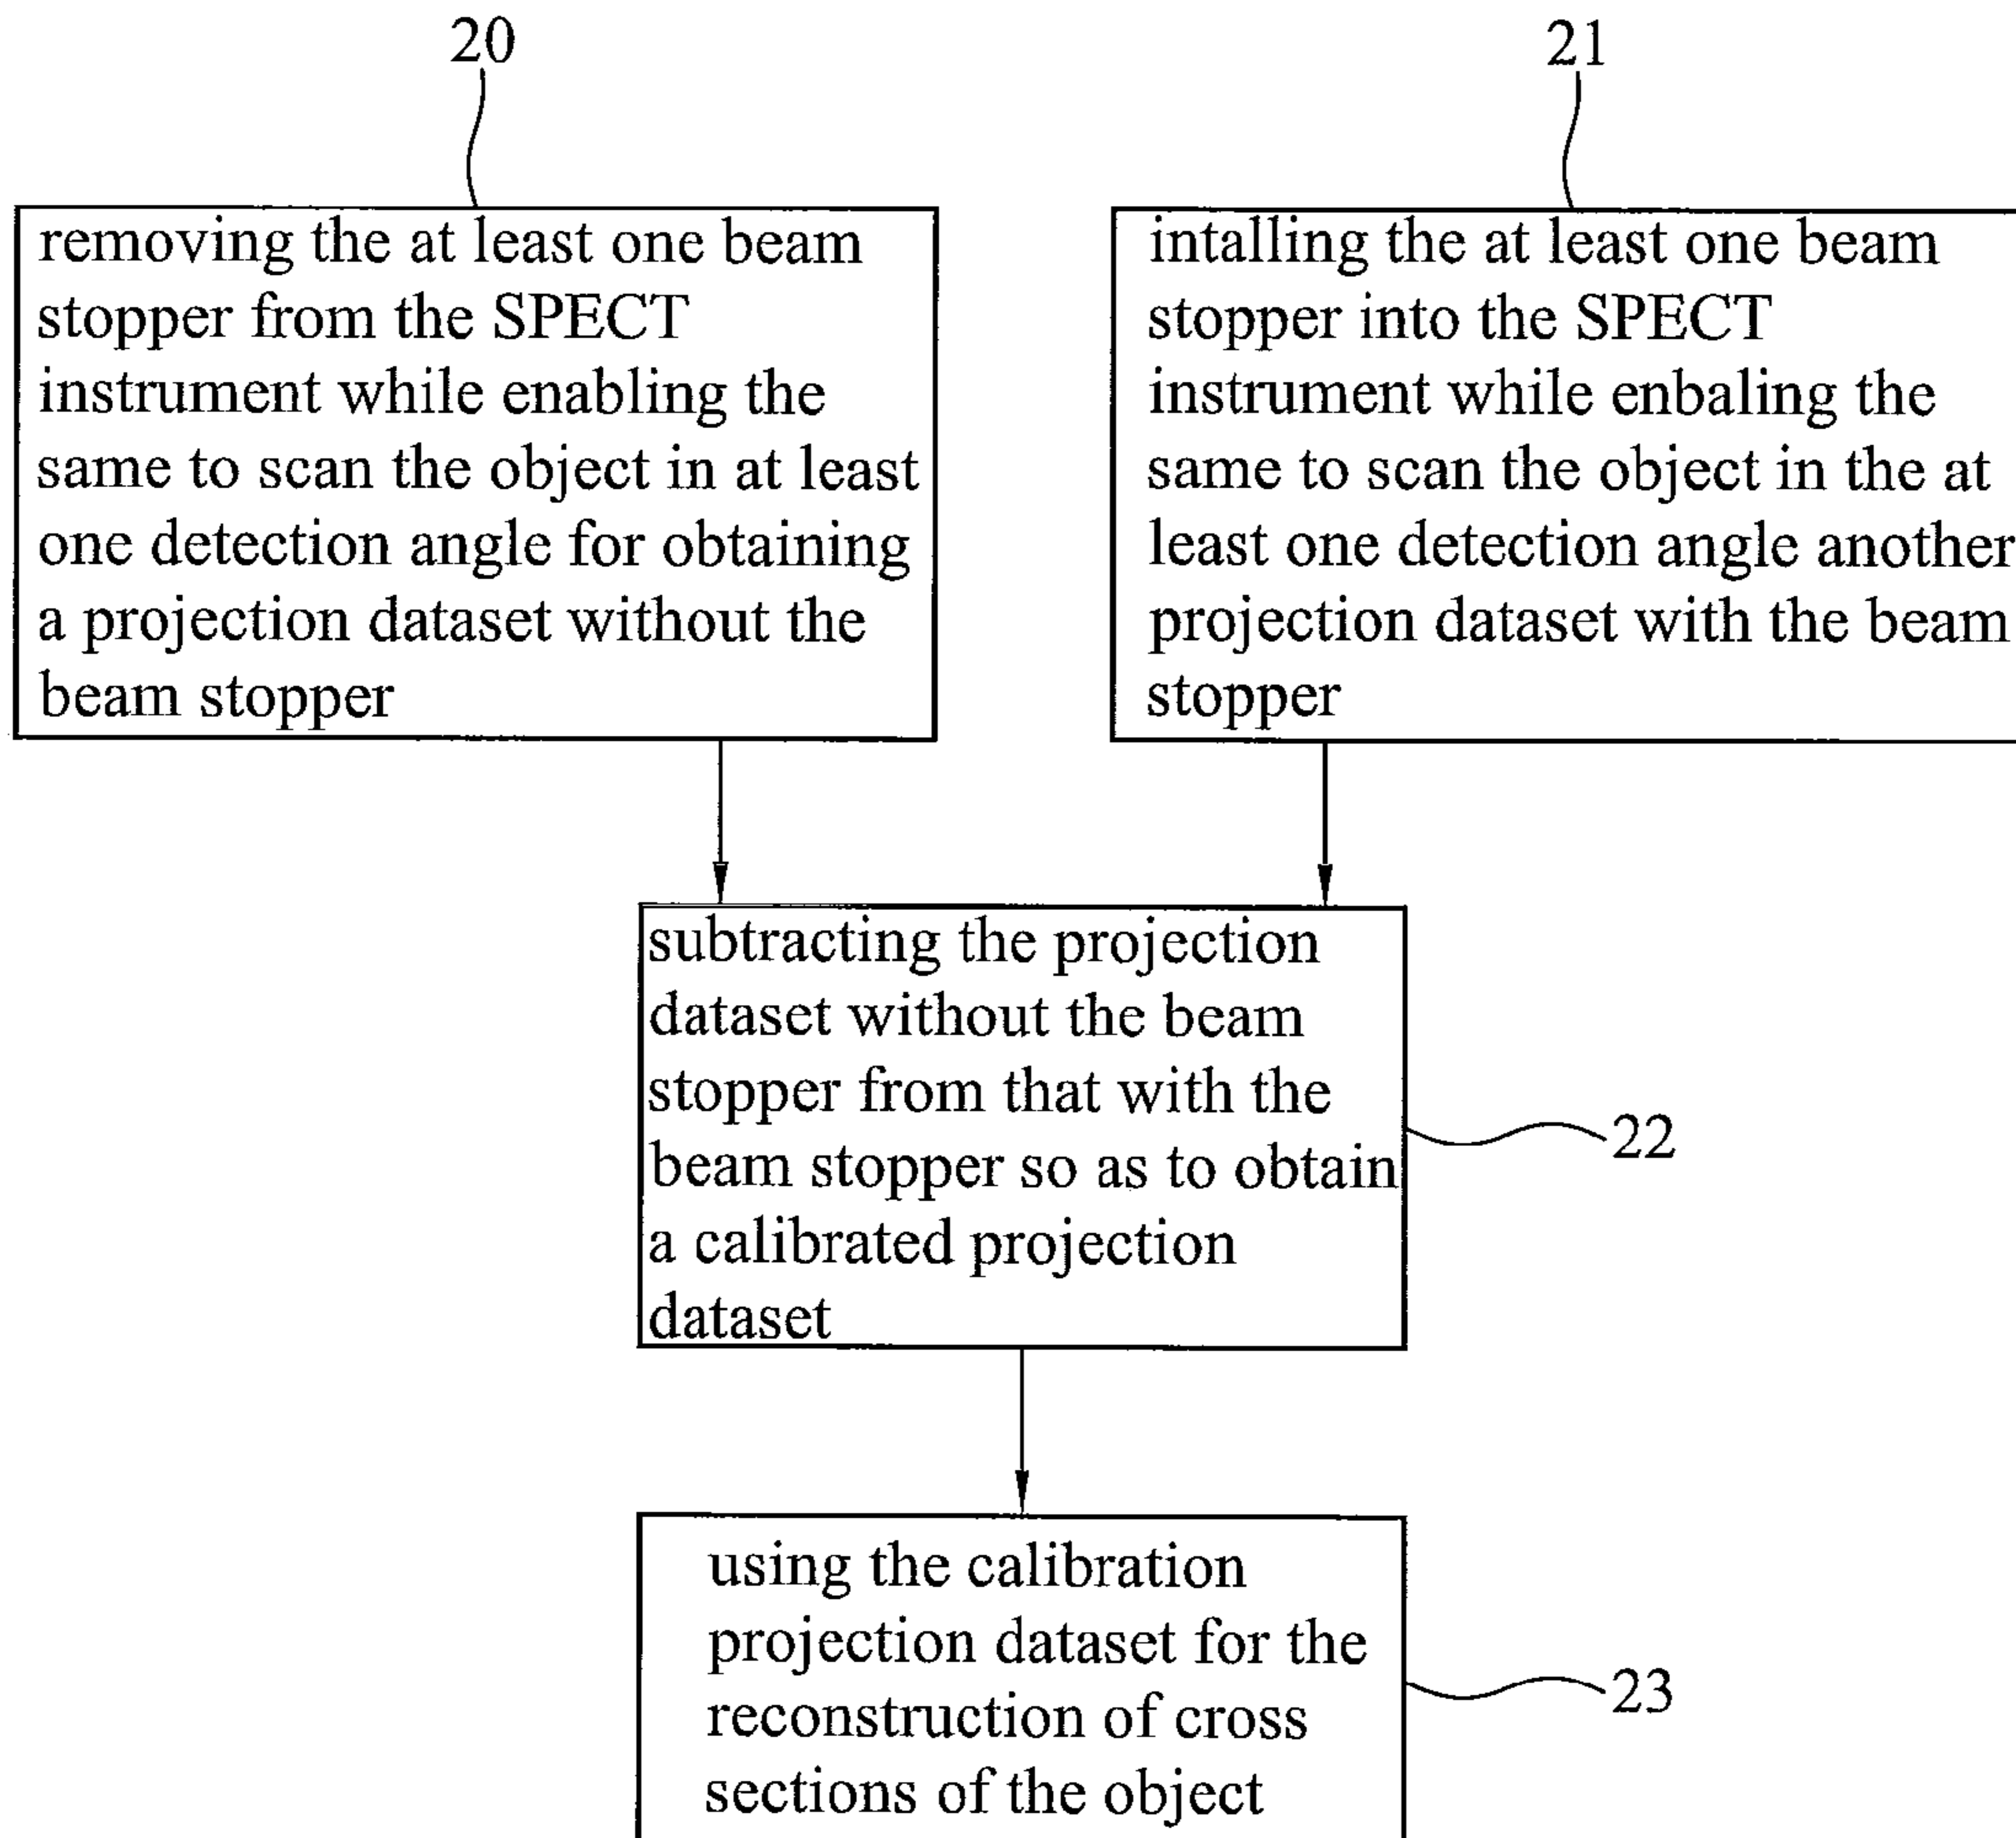 20
removing the at least one beam
stopper from the SPECT
instrument while enabling the
same to scan the object in at least
one detection angle for obtaining
a projection dataset without the
beam stopper
21
intalling the at least one beam
stopper into the SPECT
instrument while enbaling the
same to scan the object in the at
least one detection angle another
projection dataset with the beam
stopper
subtracting the projection
dataset without the beam
stopper from that with the
beam stopper so as to obtain
a calibrated projection
dataset
22
using the calibration
projection dataset for the
reconstruction of cross
sections of the object
23